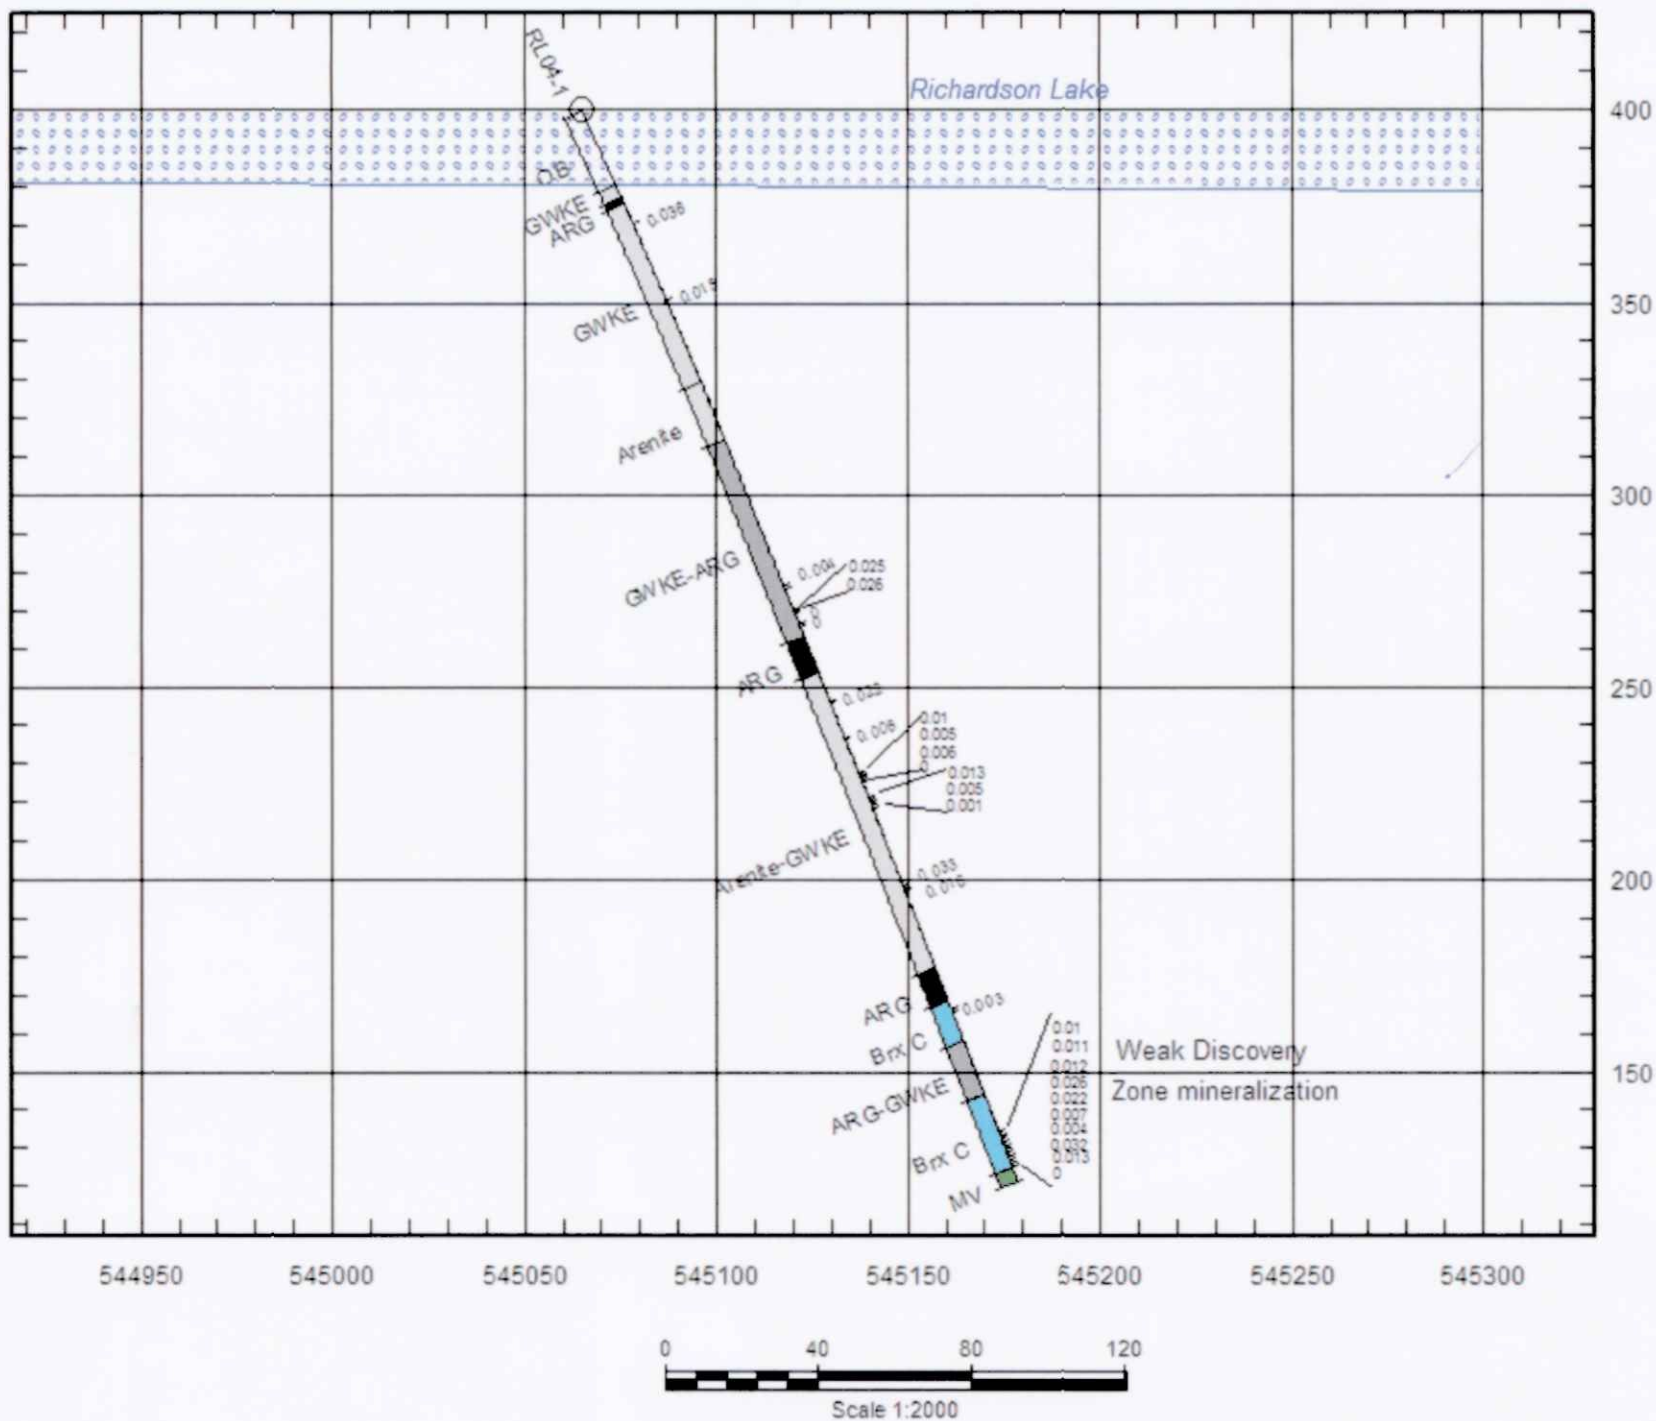 RL04-1
Richardson Lake
400
O.B.
GWKE
ARG
0.036
350
GWKE
Arenite
300
GWKE-ARG
0.004
0.025
0.026
0
0
ARG
250
0.022
0.006
0.01
0.005
0.006
0
0.013
0.005
0.001
Arenite-GWKE
200
0.033
0.016
ARG
0.003
Brx C
0.01
0.011
0.012
0.026
0.022
0.007
0.004
0.032
0.013
0
Weak Discovery
Zone mineralization
150
ARG-GWKE
Brx C
MV
544950 545000 545050 545100 545150 545200 545250 545300
0 40 80 120
Scale 1:2000